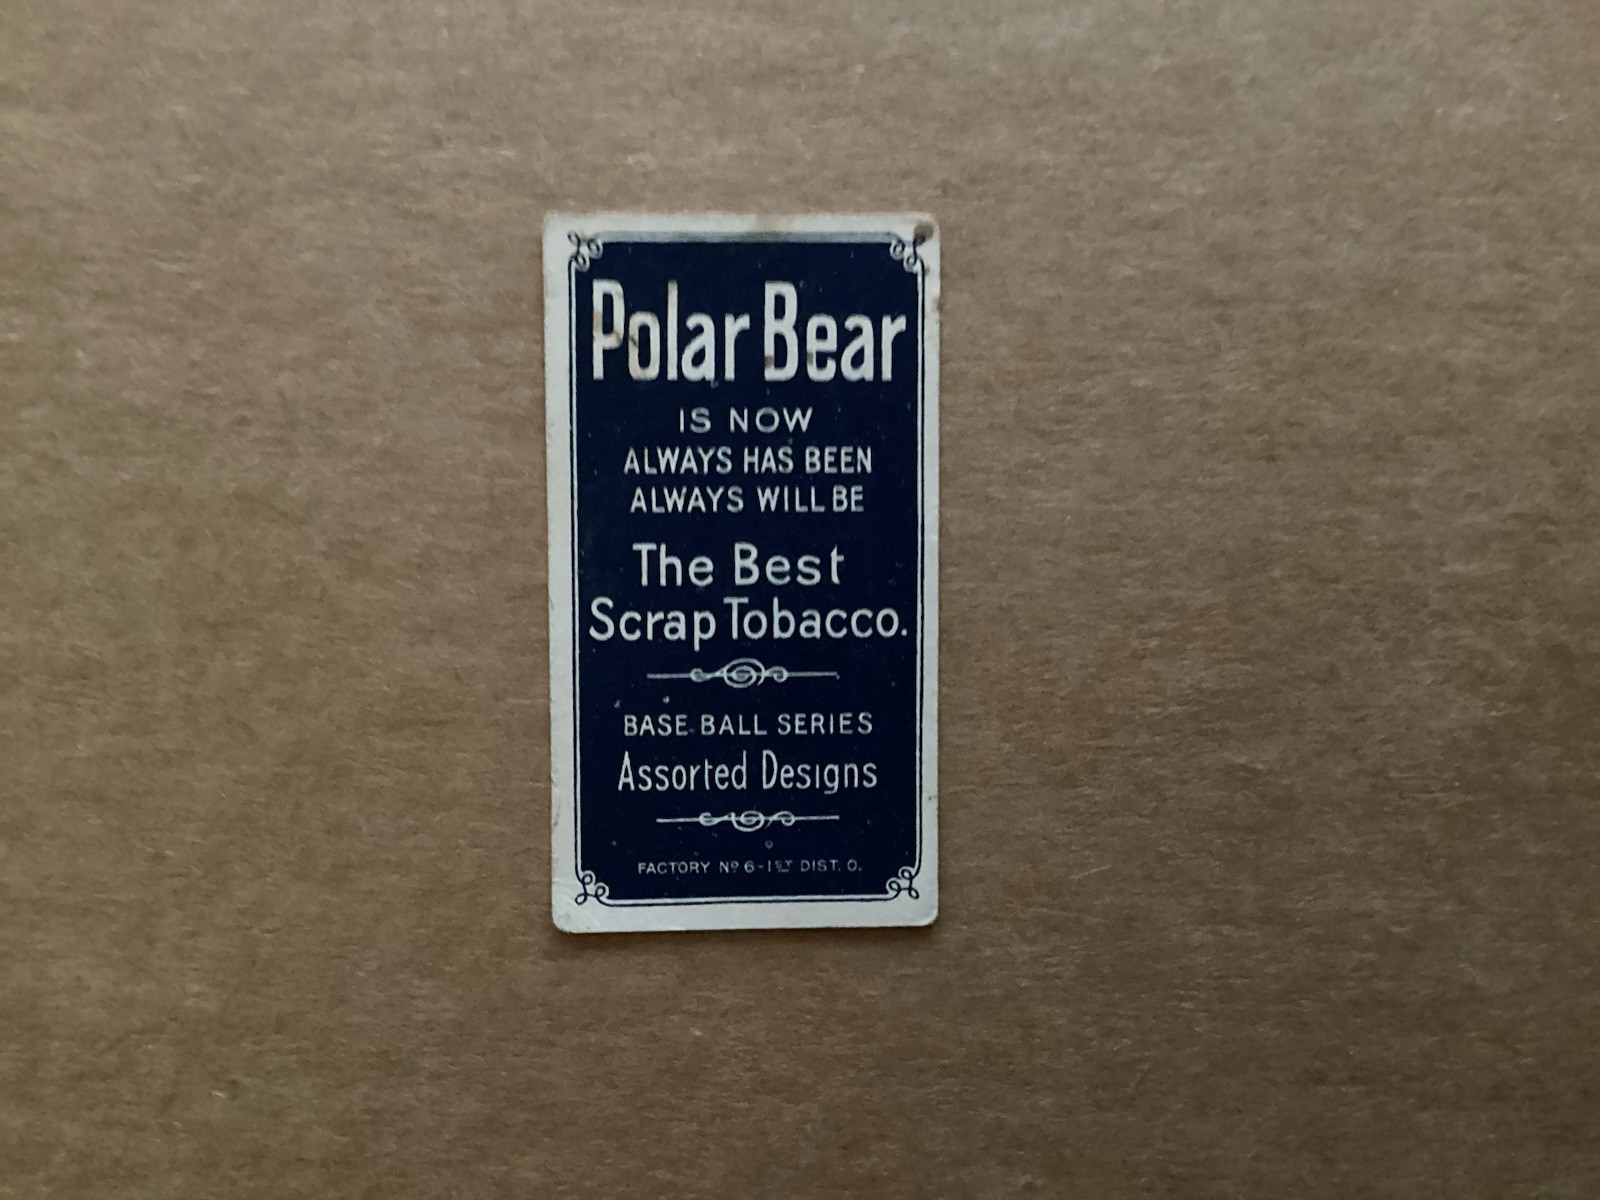 Polar Bear
IS NOW
ALWAYS HAS BEEN
ALWAYS WILL BE
The Best
Scrap Tobacco.
BASE-BALL SERIES
Assorted Designs
FACTORY Nº 6-1ST DIST. O.